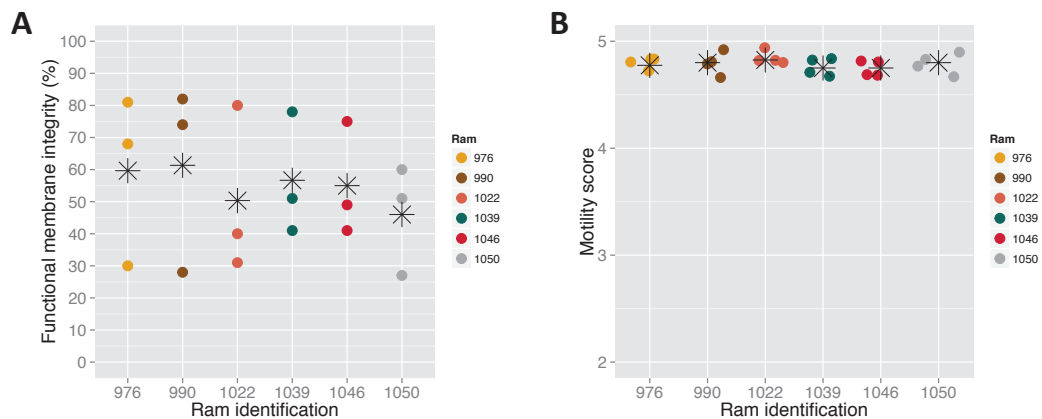 A
Functional membrane integrity (%)
100
90
80
70
60
50
40
30
20
10
0
976 990 1022 1039 1046 1050
Ram identification
Ram
976
990
1022
1039
1046
1050
B
Motility score
5
4
3
2
976 990 1022 1039 1046 1050
Ram identification
Ram
976
990
1022
1039
1046
1050